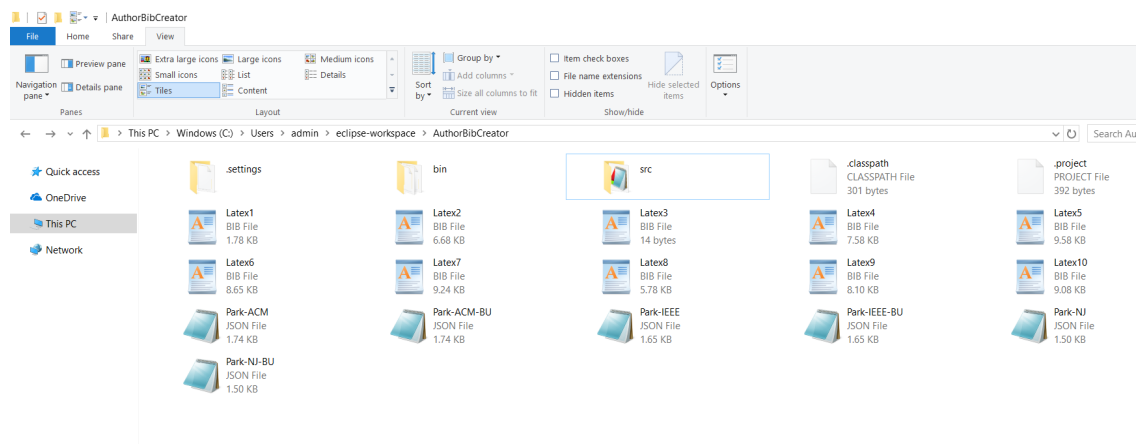 AuthorBibCreator
File Home Share View
Navigation pane
Preview pane
Details pane
Panes
Extra large icons Large icons Medium icons
Small icons List Details
Tiles Content
Layout
Sort by
Group by
Add columns
Size all columns to fit
Current view
Item check boxes
File name extensions
Hidden items
Hide selected items
Show/hide
Options
This PC > Windows (C:) > Users > admin > eclipse-workspace > AuthorBibCreator
Search Au
Quick access
OneDrive
This PC
Network
.settings
bin
src
.classpath
CLASSPATH File
301 bytes
.project
PROJECT File
392 bytes
Latex1
BIB File
1.78 KB
Latex2
BIB File
6.68 KB
Latex3
BIB File
14 bytes
Latex4
BIB File
7.58 KB
Latex5
BIB File
9.58 KB
Latex6
BIB File
8.65 KB
Latex7
BIB File
9.24 KB
Latex8
BIB File
5.78 KB
Latex9
BIB File
8.10 KB
Latex10
BIB File
9.08 KB
Park-ACM
JSON File
1.74 KB
Park-ACM-BU
JSON File
1.74 KB
Park-IEEE
JSON File
1.65 KB
Park-IEEE-BU
JSON File
1.65 KB
Park-NJ
JSON File
1.50 KB
Park-NJ-BU
JSON File
1.50 KB